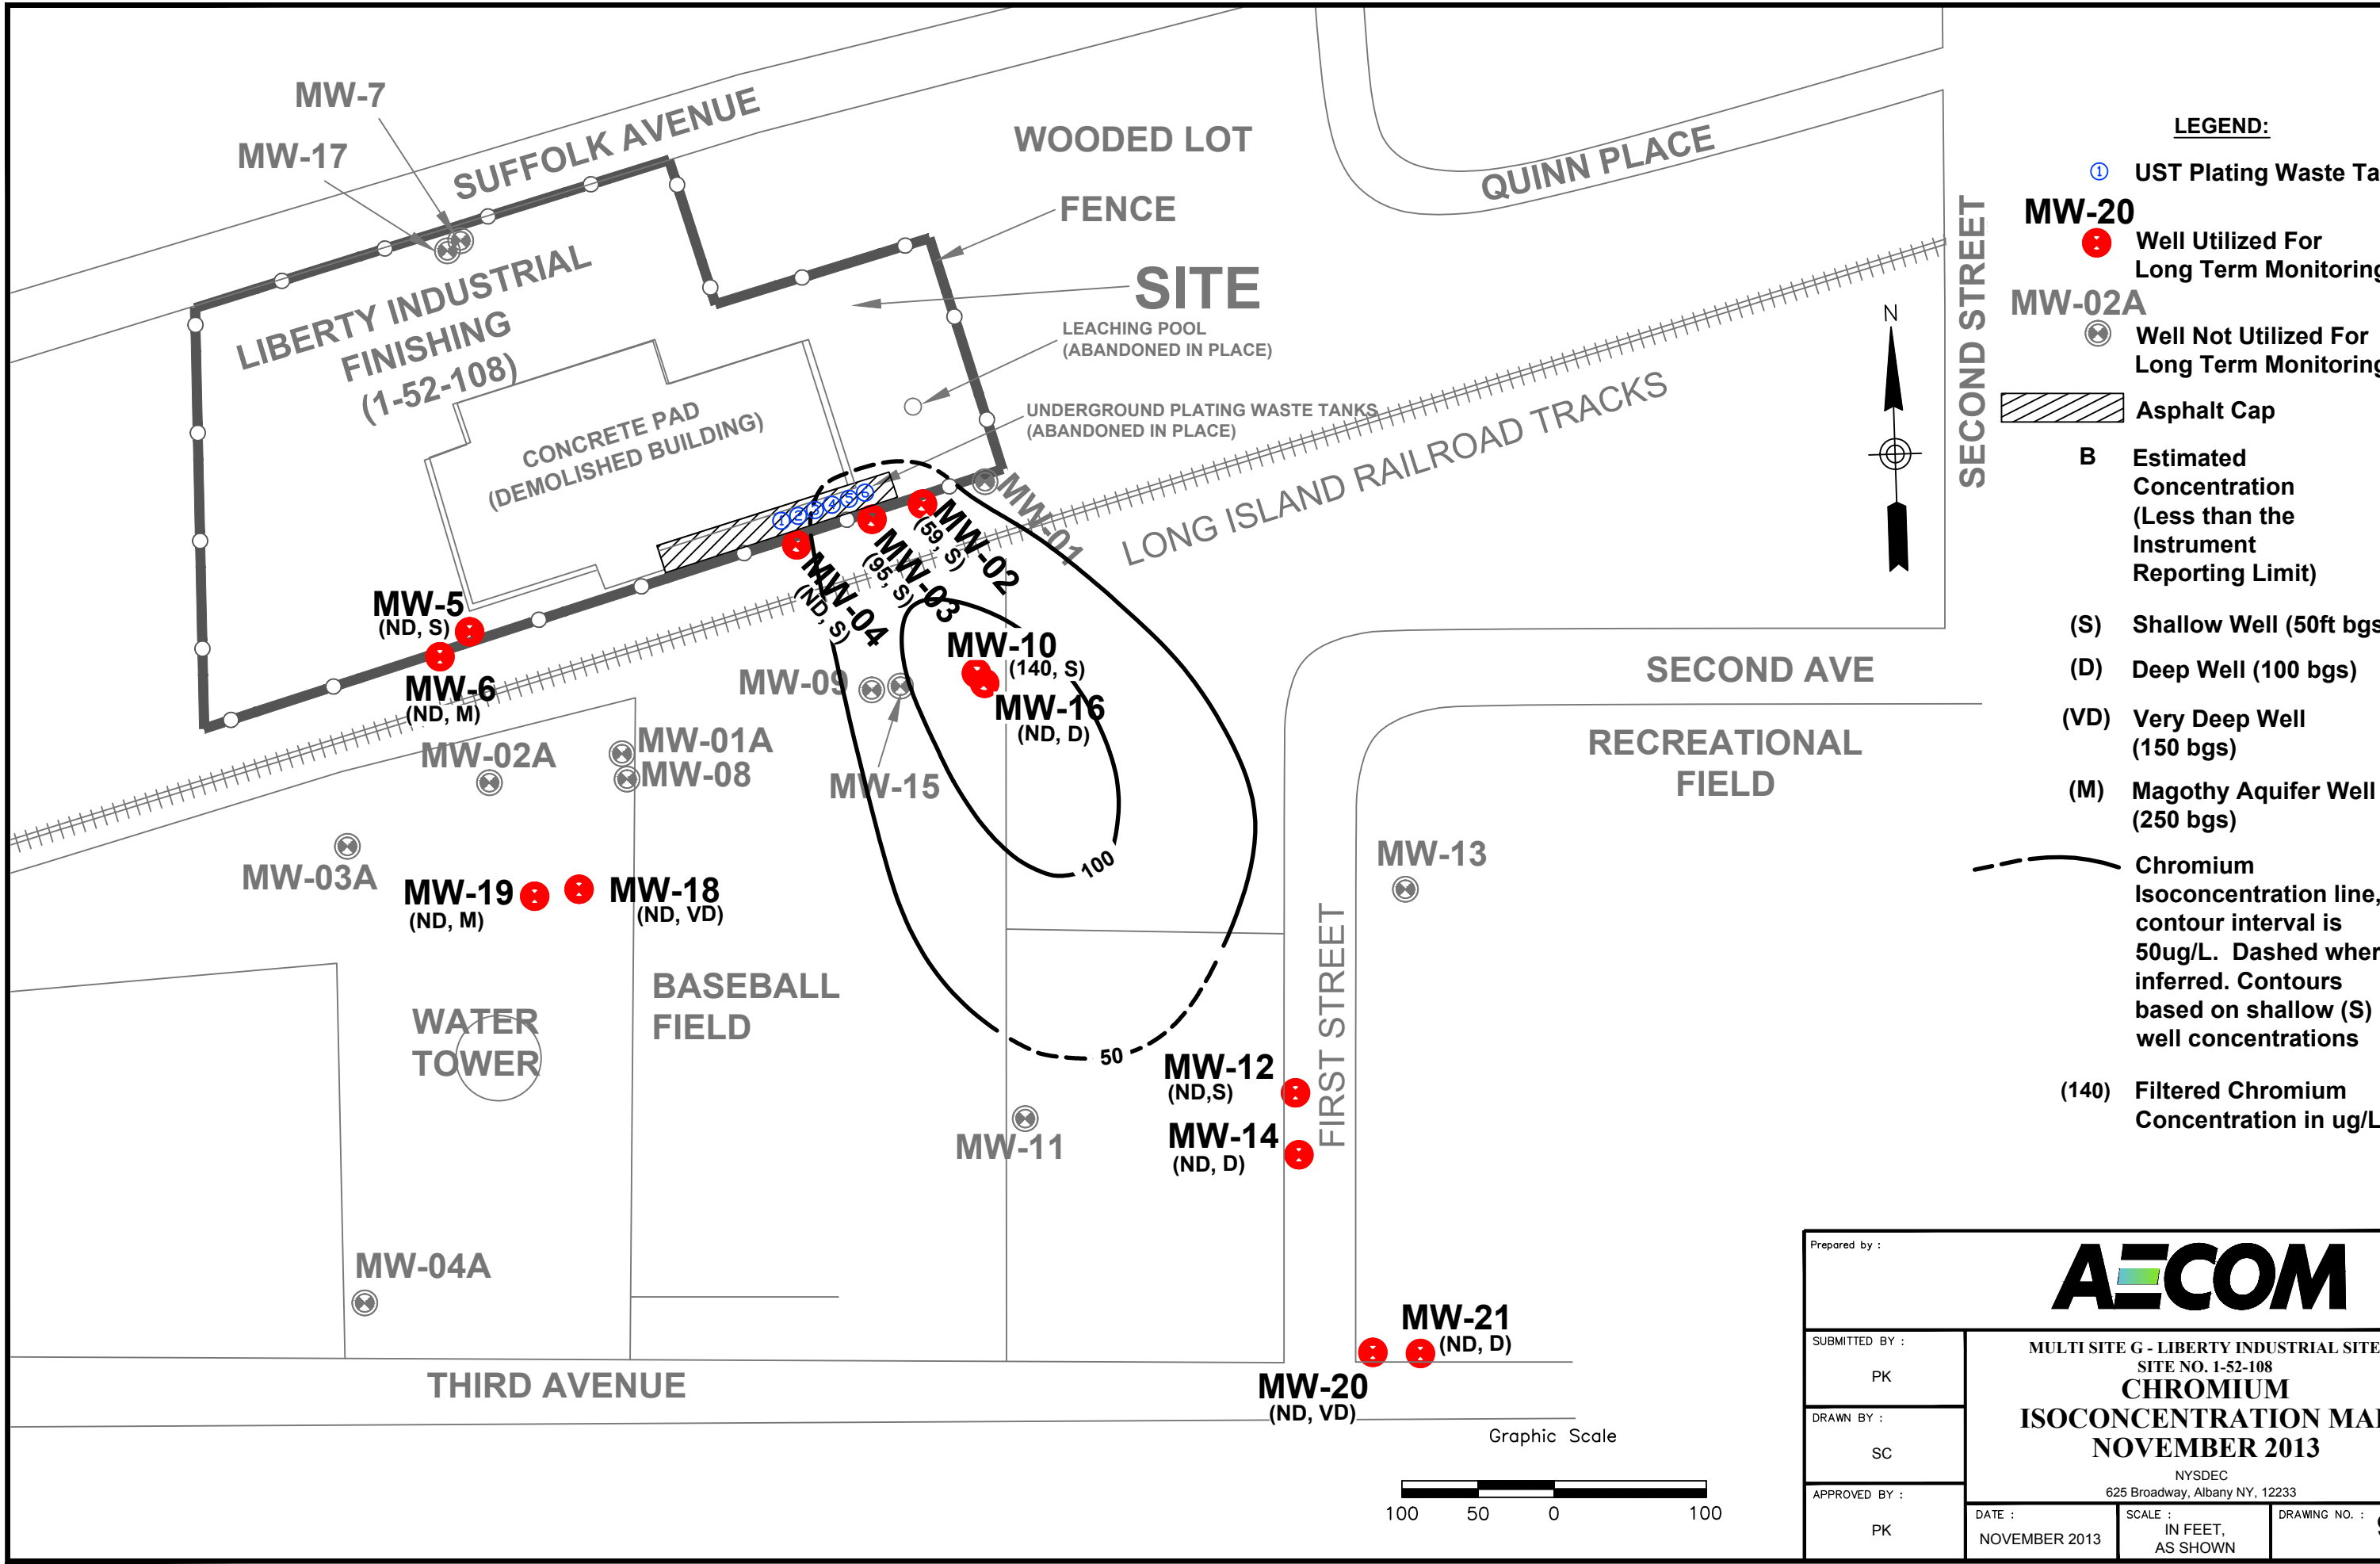 MW-7
MW-17
SUFFOLK AVENUE
WOODED LOT
QUINN PLACE
FENCE
SITE
LIBERTY INDUSTRIAL
FINISHING
(1-52-108)
LEACHING POOL
(ABANDONED IN PLACE)
UNDERGROUND PLATING WASTE TANKS
(ABANDONED IN PLACE)
CONCRETE PAD
(DEMOLISHED BUILDING)
LONG ISLAND RAILROAD TRACKS
SECOND STREET
N
1 2 3 4 5 6
MW-01
MW-02
(59, S)
MW-03
(95, S)
MW-04
(ND, S)
MW-5
(ND, S)
MW-6
(ND, M)
MW-10
(140, S)
MW-16
(ND, D)
MW-09
MW-15
SECOND AVE
RECREATIONAL
FIELD
MW-01A
MW-08
MW-02A
MW-03A
MW-19
(ND, M)
MW-18
(ND, VD)
100
MW-13
BASEBALL
FIELD
WATER
TOWER
50
FIRST STREET
MW-12
(ND,S)
MW-14
(ND, D)
MW-11
MW-04A
MW-21
(ND, D)
MW-20
(ND, VD)
THIRD AVENUE
Graphic Scale
100 50 0 100
LEGEND:
1 UST Plating Waste Ta
MW-20
Well Utilized For
Long Term Monitoring
MW-02A
Well Not Utilized For
Long Term Monitoring
Asphalt Cap
B Estimated
Concentration
(Less than the
Instrument
Reporting Limit)
(S) Shallow Well (50ft bgs
(D) Deep Well (100 bgs)
(VD) Very Deep Well
(150 bgs)
(M) Magothy Aquifer Well
(250 bgs)
Chromium
Isoconcentration line,
contour interval is
50ug/L. Dashed wher
inferred. Contours
based on shallow (S)
well concentrations
(140) Filtered Chromium
Concentration in ug/L
Prepared by :
AECOM
SUBMITTED BY :
PK
DRAWN BY :
SC
APPROVED BY :
PK
MULTI SITE G - LIBERTY INDUSTRIAL SITE
SITE NO. 1-52-108
CHROMIUM
ISOCONCENTRATION MA
NOVEMBER 2013
NYSDEC
625 Broadway, Albany NY, 12233
DATE :
NOVEMBER 2013
SCALE :
IN FEET,
AS SHOWN
DRAWING NO. :